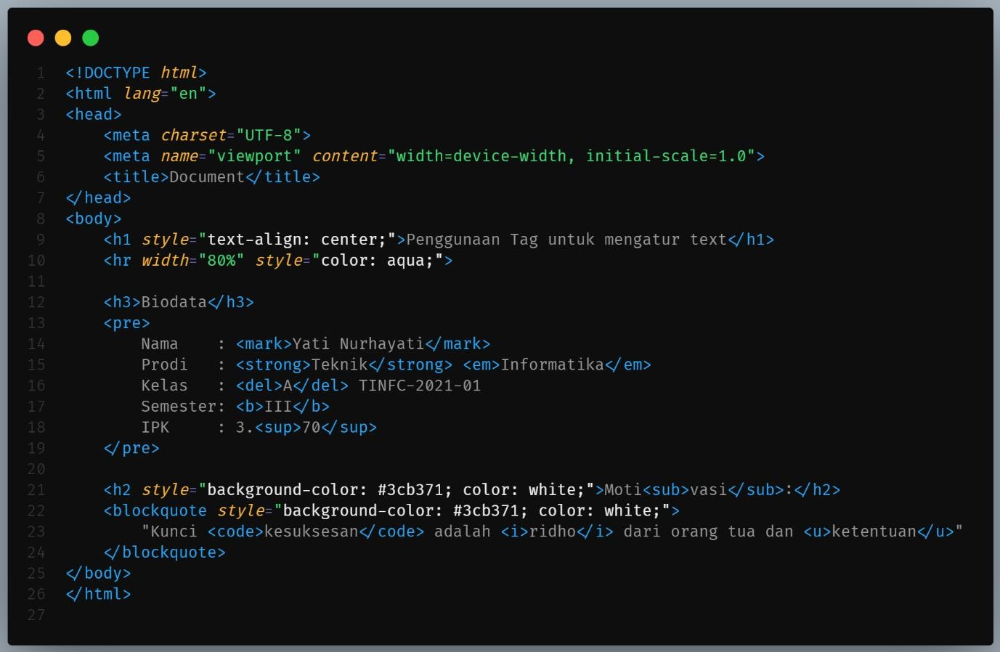 1 <!DOCTYPE html>
2 <html lang="en">
3 <head>
4     <meta charset="UTF-8">
5     <meta name="viewport" content="width=device-width, initial-scale=1.0">
6     <title>Document</title>
7 </head>
8 <body>
9     <h1 style="text-align: center;">Penggunaan Tag untuk mengatur text</h1>
10     <hr width="80%" style="color: aqua;">
11
12     <h3>Biodata</h3>
13     <pre>
14         Nama    : <mark>Yati Nurhayati</mark>
15         Prodi   : <strong>Teknik</strong> <em>Informatika</em>
16         Kelas   : <del>A</del> TINFC-2021-01
17         Semester: <b>III</b>
18         IPK     : 3.<sup>70</sup>
19     </pre>
20
21     <h2 style="background-color: #3cb371; color: white;">Moti<sub>vasi</sub>:</h2>
22     <blockquote style="background-color: #3cb371; color: white;">
23         "Kunci <code>kesuksesan</code> adalah <i>ridho</i> dari orang tua dan <u>ketentuan</u>"
24     </blockquote>
25 </body>
26 </html>
27